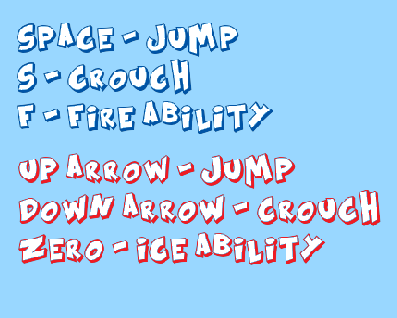 SPACE - JUMP
S - CROUCH
F - FIRE ABILITY
UP ARROW - JUMP
DOWN ARROW - CROUCH
ZERO - ICE ABILITY